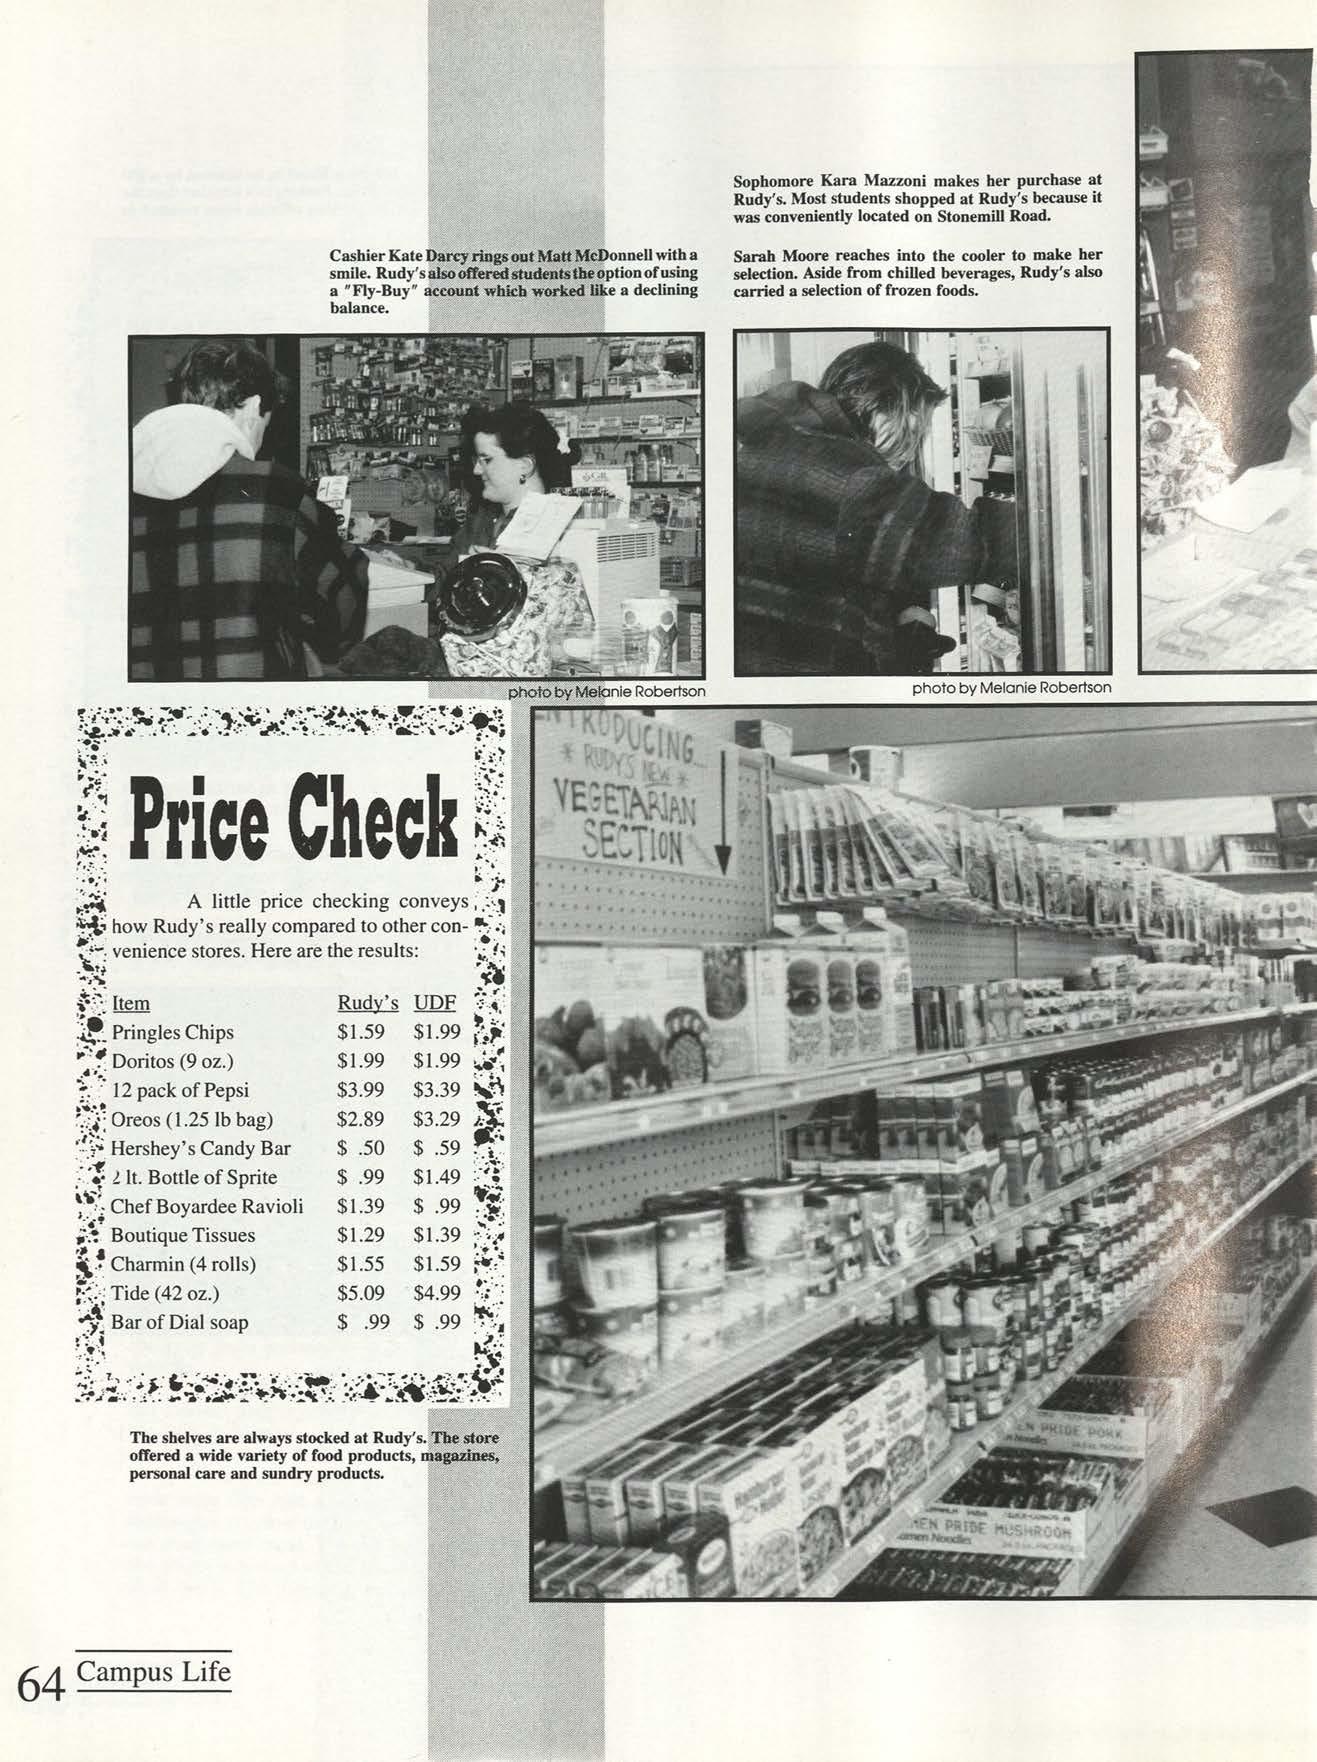 Sophomore Kara Mazzoni makes her purchase at
Rudy's. Most students shopped at Rudy's because it
was conveniently located on Stonemill Road.
Cashier Kate Darcy rings out Matt McDonnell with a
smile. Rudy's also offered students the option of using
a "Fly-Buy" account which worked like a declining
balance.
Sarah Moore reaches into the cooler to make her
selection. Aside from chilled beverages, Rudy's also
carried a selection of frozen foods.
photo by Melanie Robertson
photo by Melanie Robertson
Price Check
A little price checking conveys
how Rudy's really compared to other con-
venience stores. Here are the results:
Item Rudy's UDF
Pringles Chips $1.59 $1.99
Doritos (9 oz.) $1.99 $1.99
12 pack of Pepsi $3.99 $3.39
Oreos (1.25 lb bag) $2.89 $3.29
Hershey's Candy Bar $ .50 $ .59
2 lt. Bottle of Sprite $ .99 $1.49
Chef Boyardee Ravioli $1.39 $ .99
Boutique Tissues $1.29 $1.39
Charmin (4 rolls) $1.55 $1.59
Tide (42 oz.) $5.09 $4.99
Bar of Dial soap $ .99 $ .99
INTRODUCING...
* RUDY'S NEW *
VEGETARIAN
SECTION
EN PRIDE PORK
MEN PRIDE MUSHROOM
The shelves are always stocked at Rudy's. The store
offered a wide variety of food products, magazines,
personal care and sundry products.
64 Campus Life